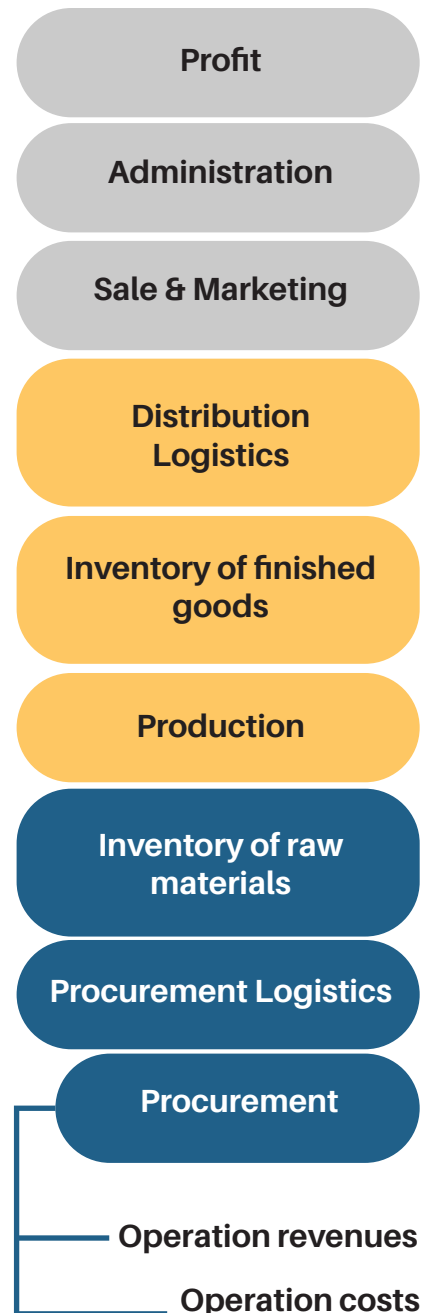 Profit
Administration
Sale & Marketing
Distribution
Logistics
Inventory of finished
goods
Production
Inventory of raw
materials
Procurement Logistics
Procurement
Operation revenues
Operation costs